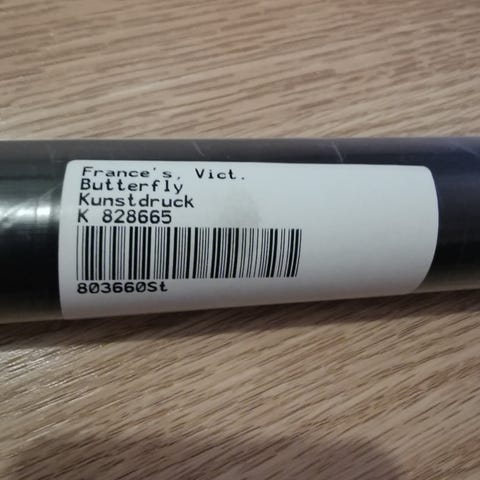 France's, Vict.
Butterfly
Kunstdruck
K 828665
803660St